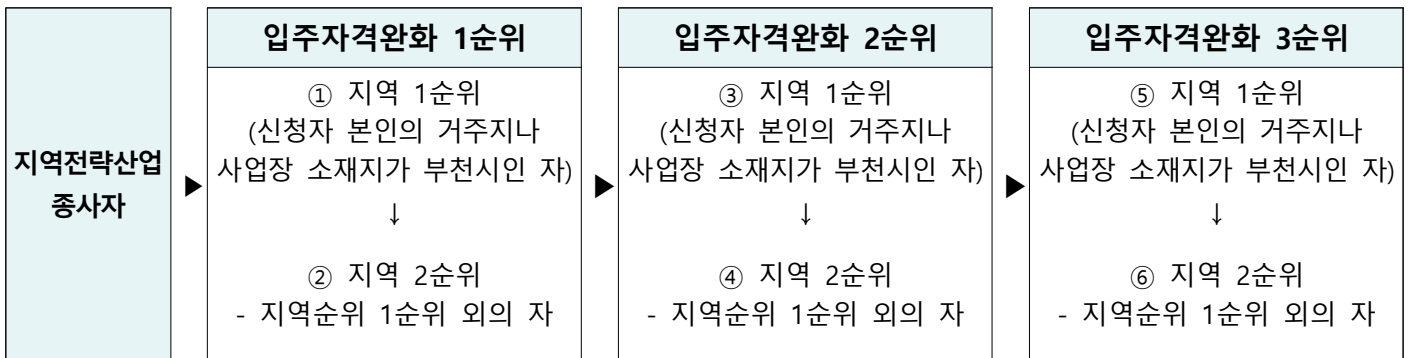 지역전략산업
종사자
▶
입주자격완화 1순위
① 지역 1순위
(신청자 본인의 거주지나
사업장 소재지가 부천시인 자)
↓
② 지역 2순위
- 지역순위 1순위 외의 자
▶
입주자격완화 2순위
③ 지역 1순위
(신청자 본인의 거주지나
사업장 소재지가 부천시인 자)
↓
④ 지역 2순위
- 지역순위 1순위 외의 자
▶
입주자격완화 3순위
⑤ 지역 1순위
(신청자 본인의 거주지나
사업장 소재지가 부천시인 자)
↓
⑥ 지역 2순위
- 지역순위 1순위 외의 자